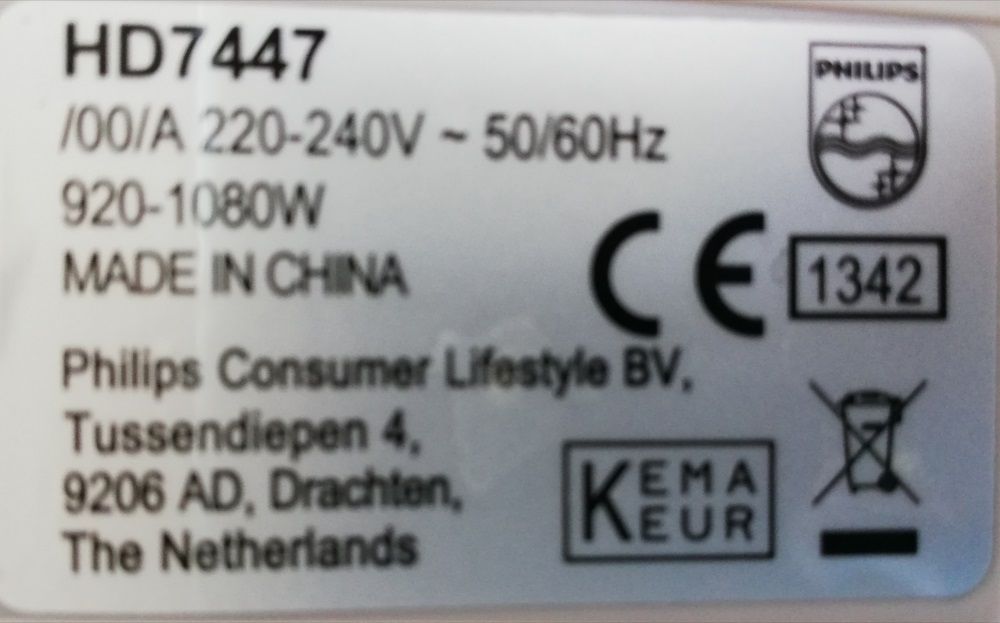 HD7447
/00/A 220-240V ~ 50/60Hz
920-1080W
MADE IN CHINA
Philips Consumer Lifestyle BV,
Tussendiepen 4,
9206 AD, Drachten,
The Netherlands
PHILIPS
CE
1342
KEMA
KEUR